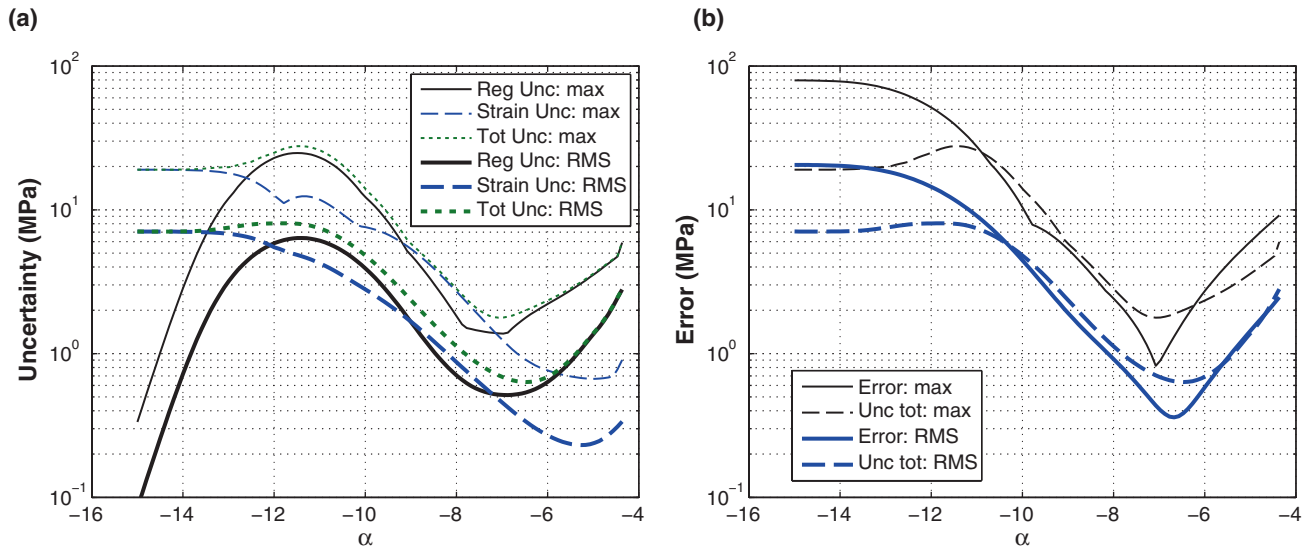 (a)
Uncertainty (MPa)
10^2
10^1
10^0
10^-1
Reg Unc: max
Strain Unc: max
Tot Unc: max
Reg Unc: RMS
Strain Unc: RMS
Tot Unc: RMS
−16 −14 −12 −10 −8 −6 −4
α
(b)
Error (MPa)
10^2
10^1
10^0
10^-1
Error: max
Unc tot: max
Error: RMS
Unc tot: RMS
−16 −14 −12 −10 −8 −6 −4
α